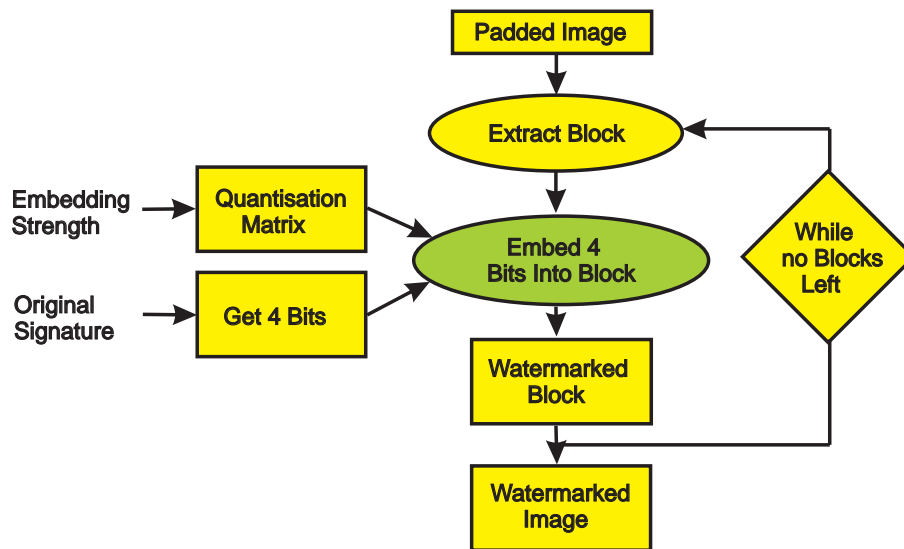 Padded Image
Extract Block
Embedding
Strength
Quantisation
Matrix
Embed 4
Bits Into Block
While
no Blocks
Left
Original
Signature
Get 4 Bits
Watermarked
Block
Watermarked
Image